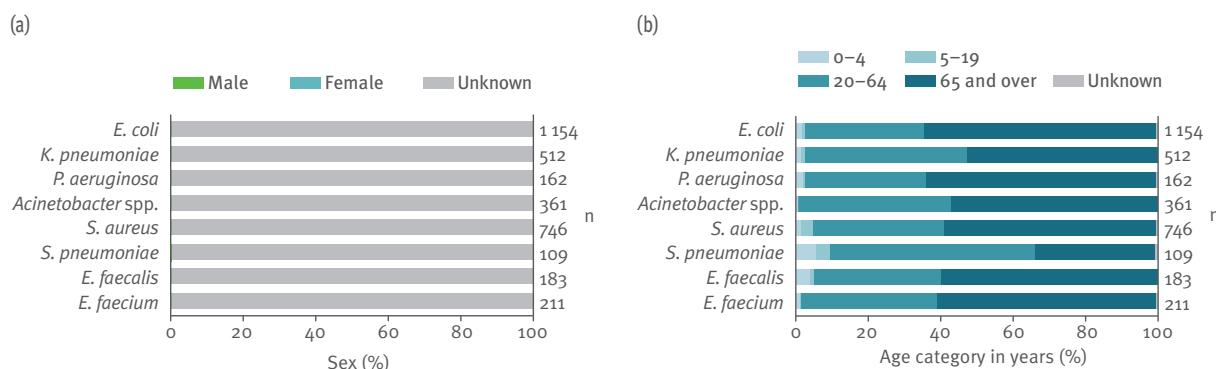 (a)
Male Female Unknown
E. coli 1 154
K. pneumoniae 512
P. aeruginosa 162
Acinetobacter spp. 361
n
S. aureus 746
S. pneumoniae 109
E. faecalis 183
E. faecium 211
0 20 40 60 80 100
Sex (%)
(b)
0–4 5–19
20–64 65 and over Unknown
E. coli 1 154
K. pneumoniae 512
P. aeruginosa 162
Acinetobacter spp. 361
n
S. aureus 746
S. pneumoniae 109
E. faecalis 183
E. faecium 211
0 20 40 60 80 100
Age category in years (%)